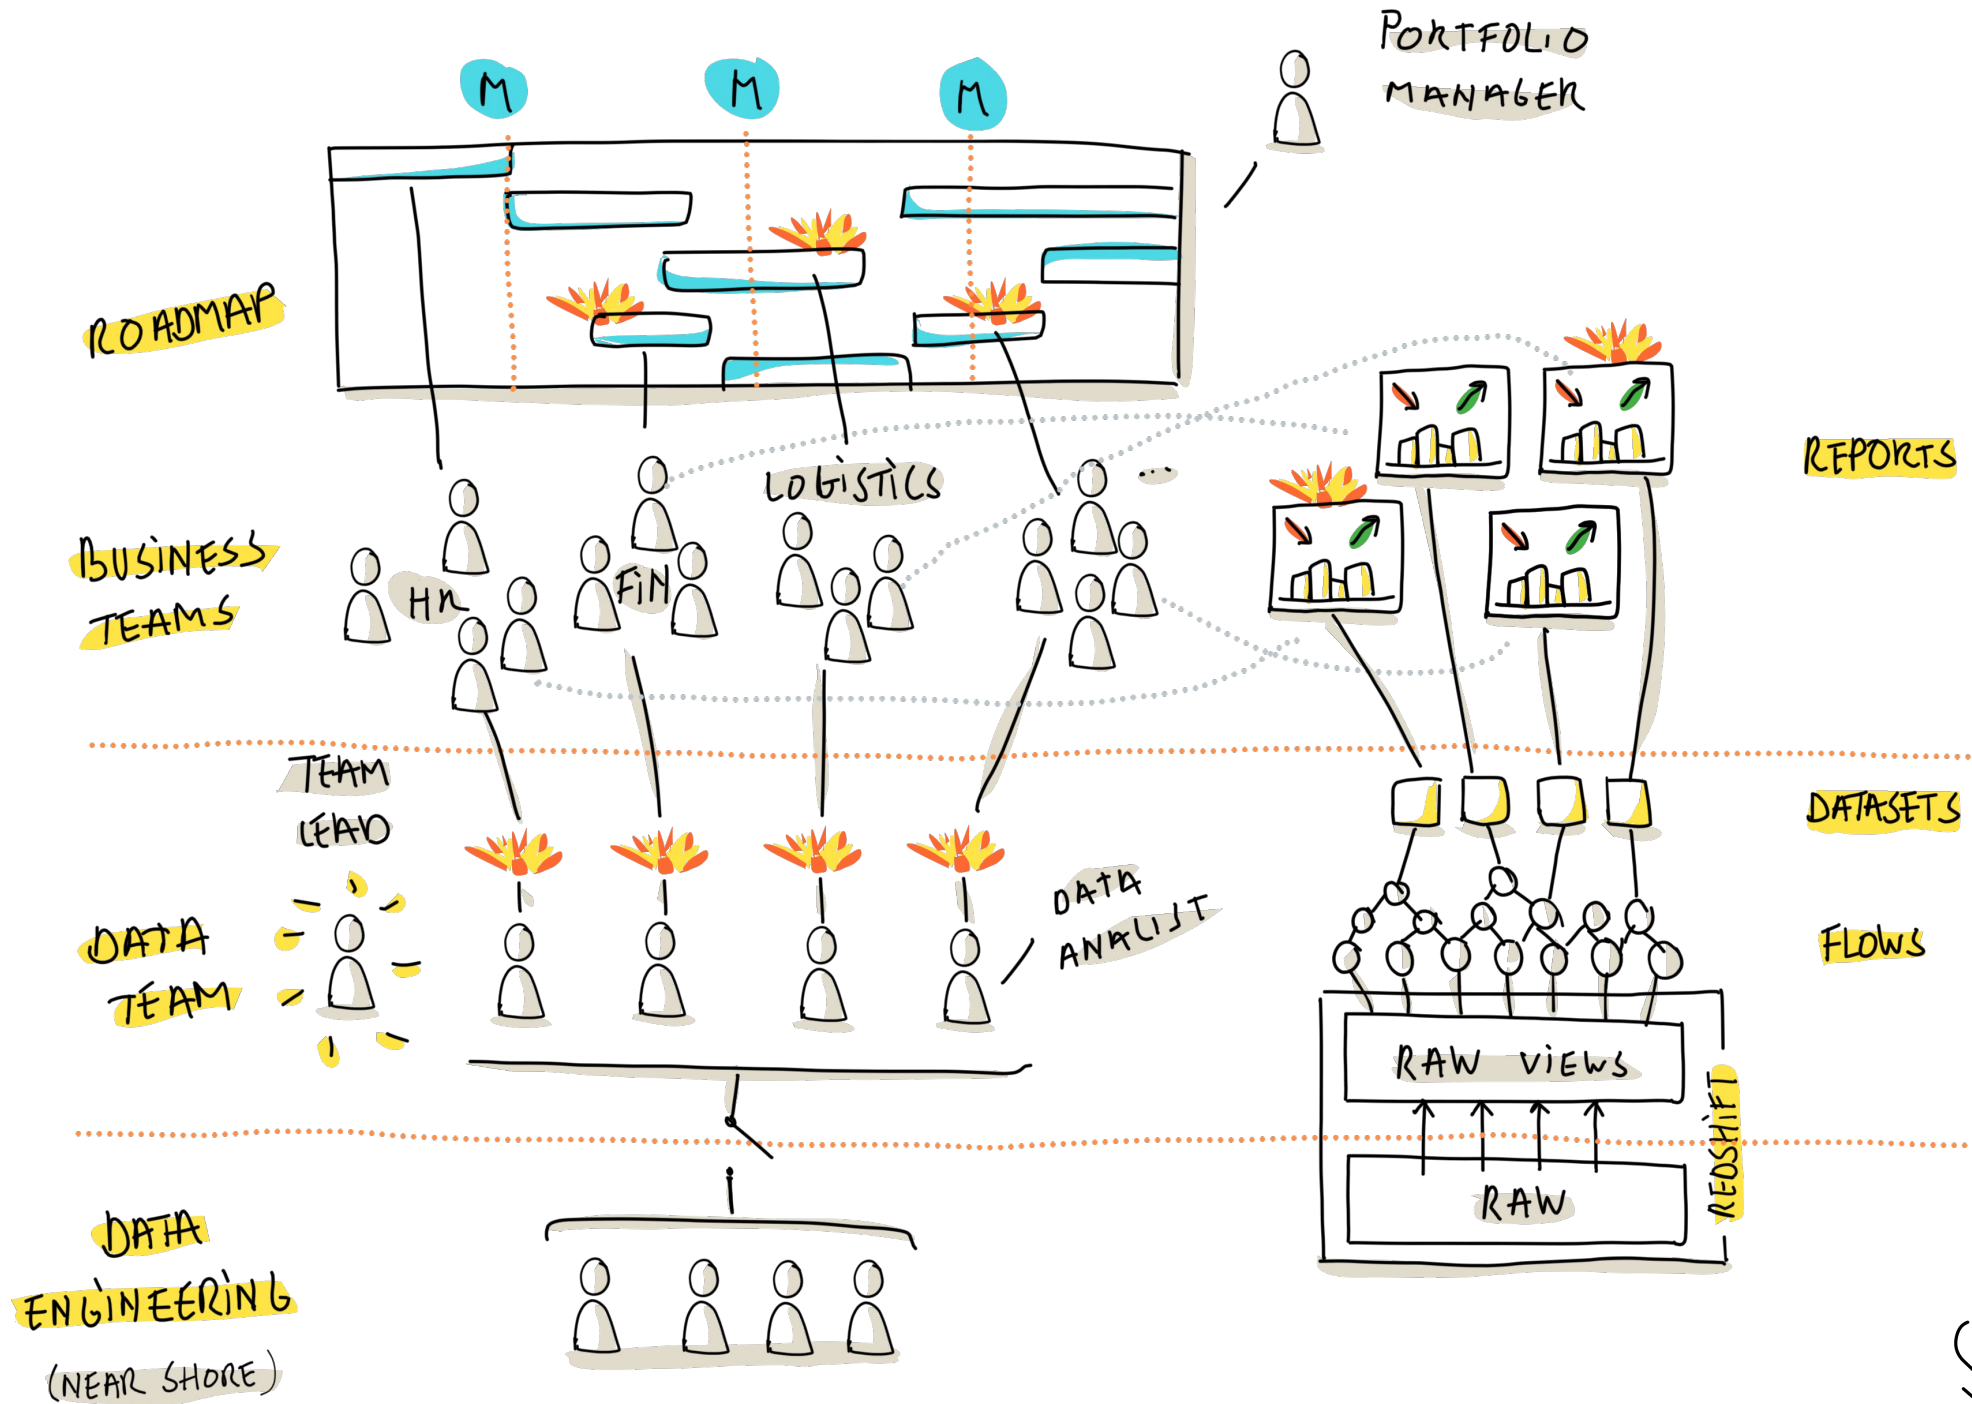 PORTFOLIO
MANAGER
M
M
M
ROADMAP
REPORTS
LOGISTICS
...
BUSINESS
TEAMS
HR
FIN
TEAM
LEAD
DATASETS
DATA
ANALIST
DATA
TEAM
FLOWS
RAW VIEWS
REDSHIFT
RAW
DATA
ENGINEERING
(NEAR SHORE)